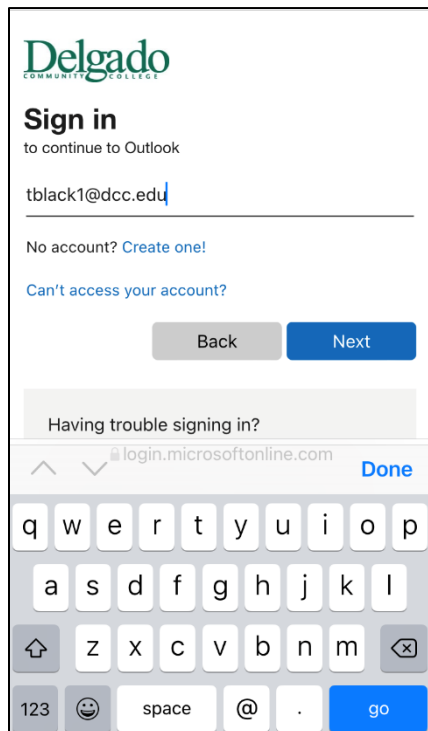 Delgado
COMMUNITY COLLEGE
Sign in
to continue to Outlook
tblack1@dcc.edu
No account? Create one!
Can't access your account?
Back Next
Having trouble signing in?
login.microsoftonline.com
Done
q w e r t y u i o p
a s d f g h j k l
z x c v b n m
123 space @ . go